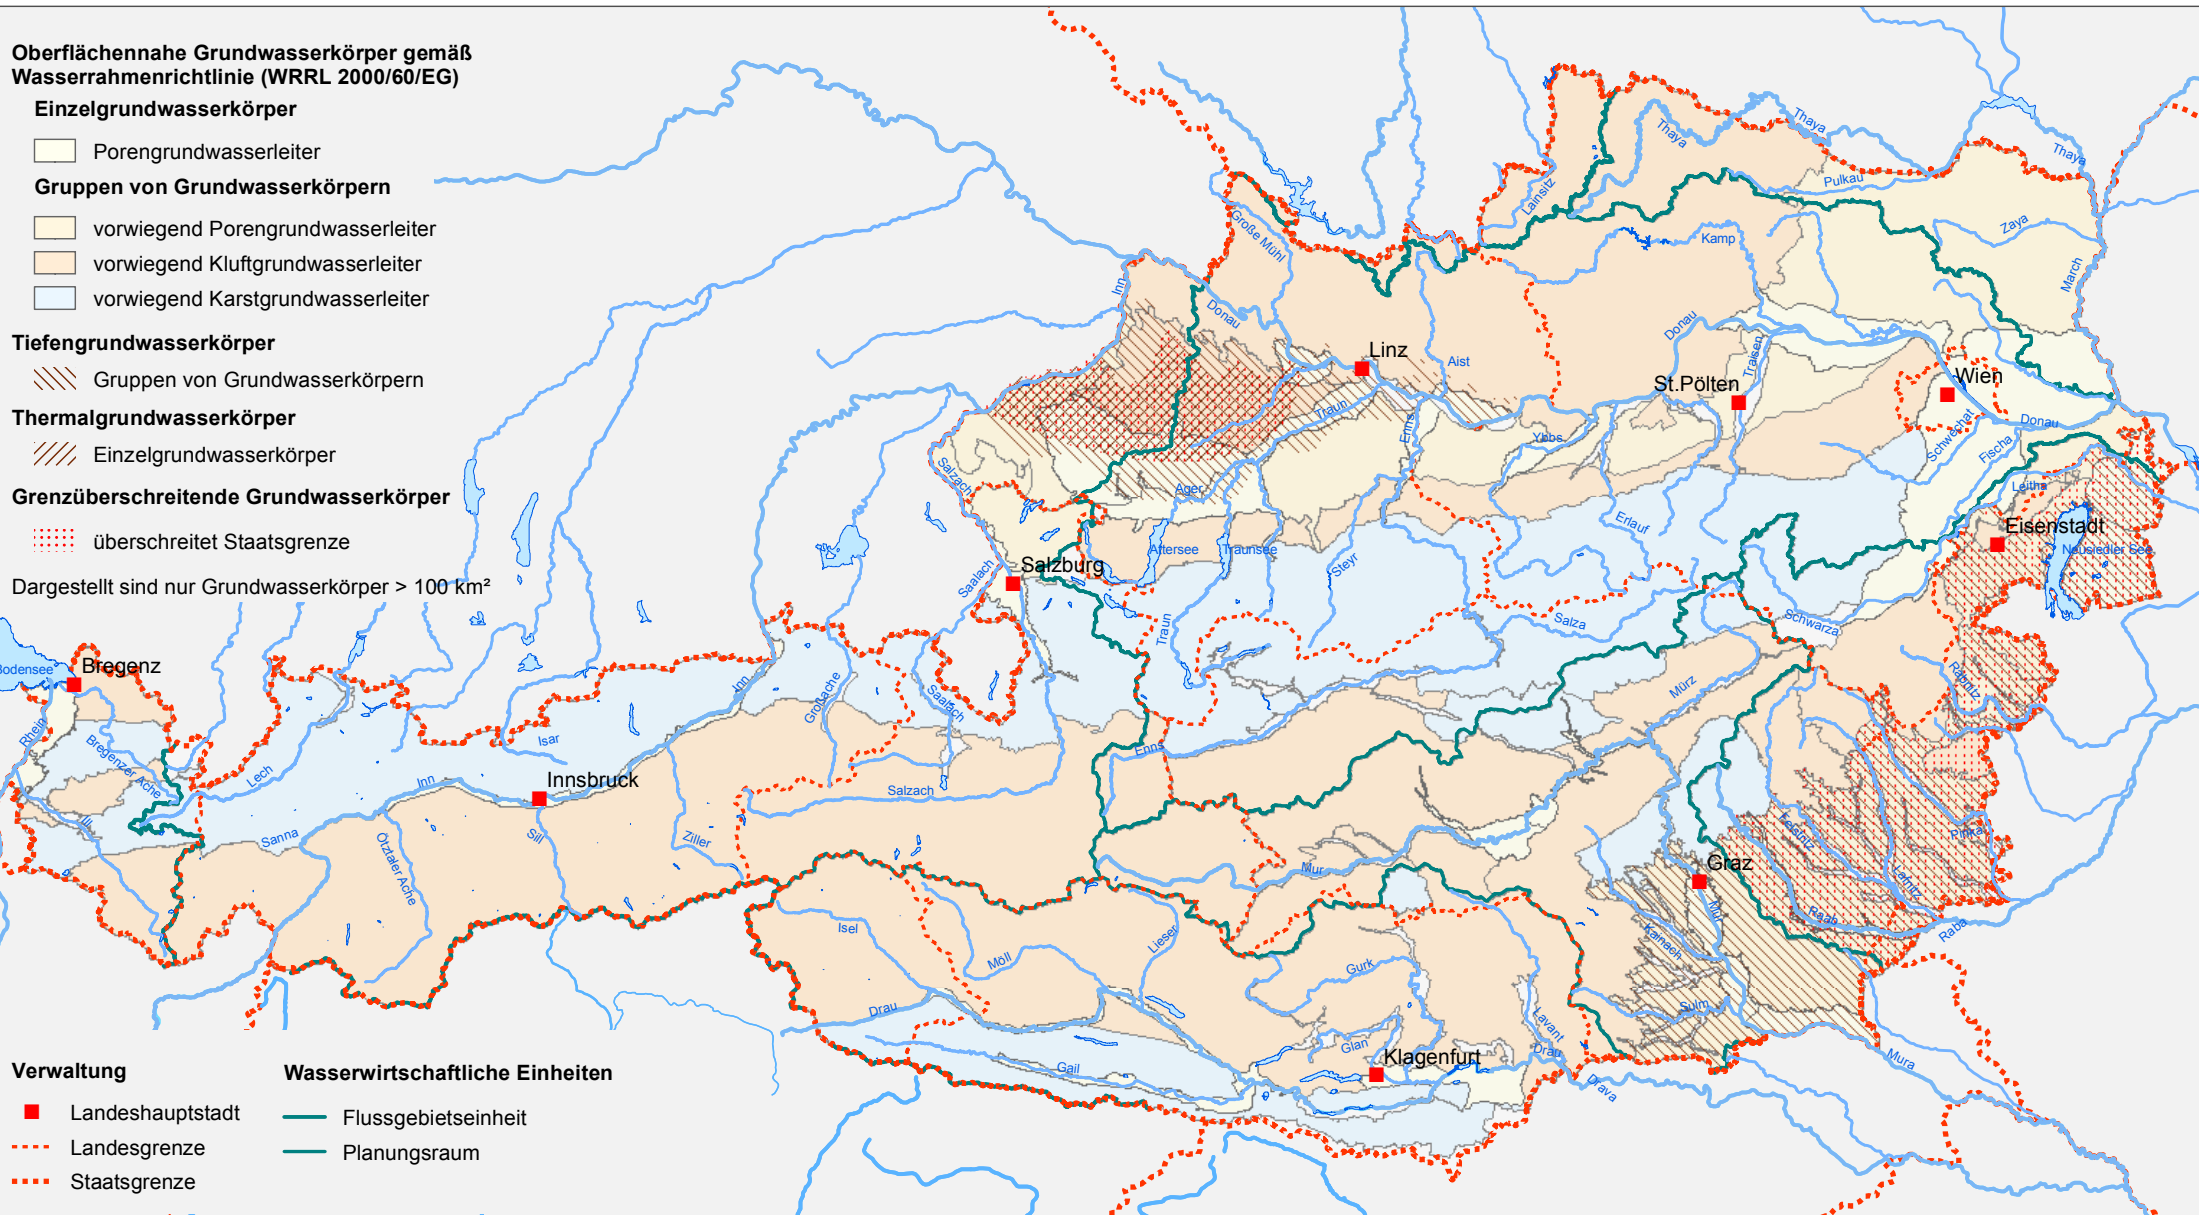 Oberflächennahe Grundwasserkörper gemäß
Wasserrahmenrichtlinie (WRRL 2000/60/EG)
Einzelgrundwasserkörper
Porengrundwasserleiter
Gruppen von Grundwasserkörpern
vorwiegend Porengrundwasserleiter
vorwiegend Kluftgrundwasserleiter
vorwiegend Karstgrundwasserleiter
Tiefengrundwasserkörper
Gruppen von Grundwasserkörpern
Thermalgrundwasserkörper
Einzelgrundwasserkörper
Grenzüberschreitende Grundwasserkörper
überschreitet Staatsgrenze
Dargestellt sind nur Grundwasserkörper > 100 km²
Thaya
Thaya
Thaya
Pulkau
Lainsitz
Große Mühl
Kamp
Zaya
March
Inn
Donau
Donau
Linz
Aist
Traisen
St.Pölten
Wien
Traun
Enns
Ybbs
Schwechat
Donau
Fischa
Salzach
Ager
Leitha
Erlauf
Eisenstadt
Attersee
Traunsee
Neusiedler See
Steyr
Salzburg
Saalach
Traun
Salza
Schwarza
Bodensee
Bregenz
Rhein
Bregenzer Ache
Inn
Großache
Saalach
Mürz
Rabnitz
Isar
Enns
Lech
Inn
Innsbruck
Salzach
Ill
Sanna
Ötztaler Ache
Sill
Ziller
Mur
Feistritz
Pinka
Graz
Lafnitz
Mur
Raab
Raba
Kainach
Isel
Möll
Lieser
Gurk
Drau
Sulm
Lavant
Glan
Klagenfurt
Drau
Gail
Mura
Drava
Verwaltung
Landeshauptstadt
Landesgrenze
Staatsgrenze
Wasserwirtschaftliche Einheiten
Flussgebietseinheit
Planungsraum